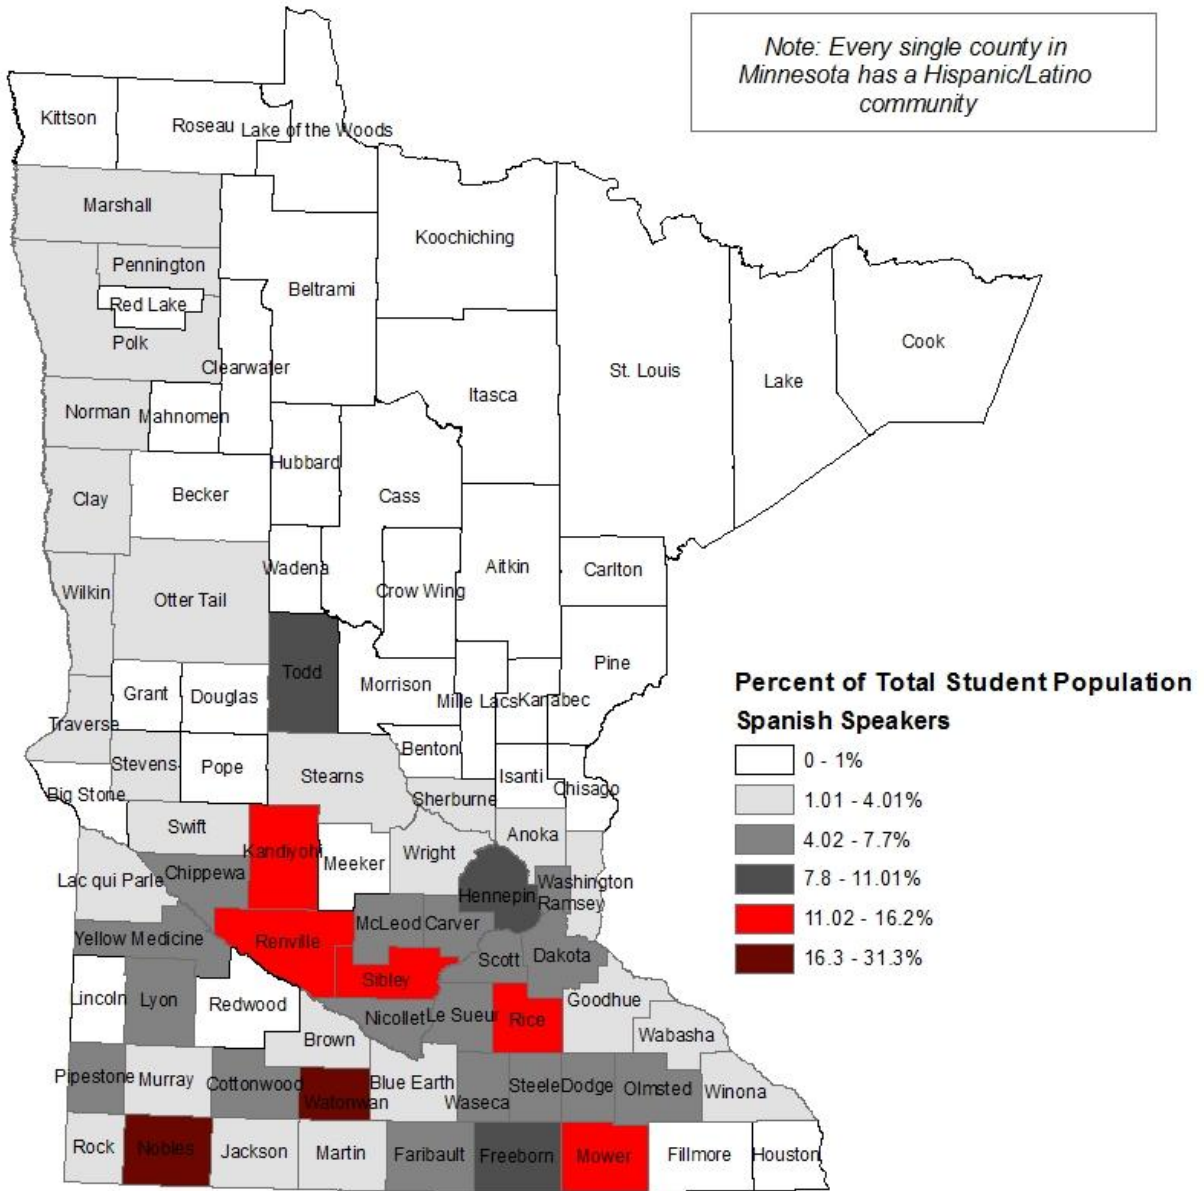 Note: Every single county in
Minnesota has a Hispanic/Latino
community
Kittson
Roseau
Lake of the Woods
Marshall
Koochiching
Pennington
Beltrami
Red Lake
Polk
Cook
Clearwater
St. Louis
Lake
Itasca
Norman
Mahnomen
Hubbard
Clay
Becker
Cass
Wadena
Aitkin
Carlton
Wilkin
Otter Tail
Crow Wing
Todd
Pine
Grant
Douglas
Morrison
Mille Lacs
Kanabec
Traverse
Benton
Stevens
Pope
Stearns
Isanti
Chisago
Big Stone
Sherburne
Swift
Anoka
Kandiyohi
Meeker
Wright
Lac qui Parle
Chippewa
Hennepin
Washington
Ramsey
McLeod
Carver
Yellow Medicine
Renville
Scott
Dakota
Sibley
Lincoln
Lyon
Redwood
Goodhue
Nicollet
Le Sueur
Rice
Brown
Wabasha
Pipestone
Murray
Cottonwood
Watonwan
Blue Earth
Waseca
Steele
Dodge
Olmsted
Winona
Rock
Nobles
Jackson
Martin
Faribault
Freeborn
Mower
Fillmore
Houston
Percent of Total Student Population
Spanish Speakers
0 - 1%
1.01 - 4.01%
4.02 - 7.7%
7.8 - 11.01%
11.02 - 16.2%
16.3 - 31.3%